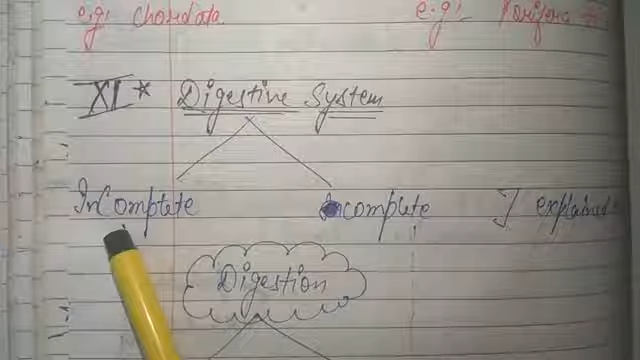 e.g: Chordata. e.g:- Porifera
XI* Digestive System
InComplete complete } explained
Digestion